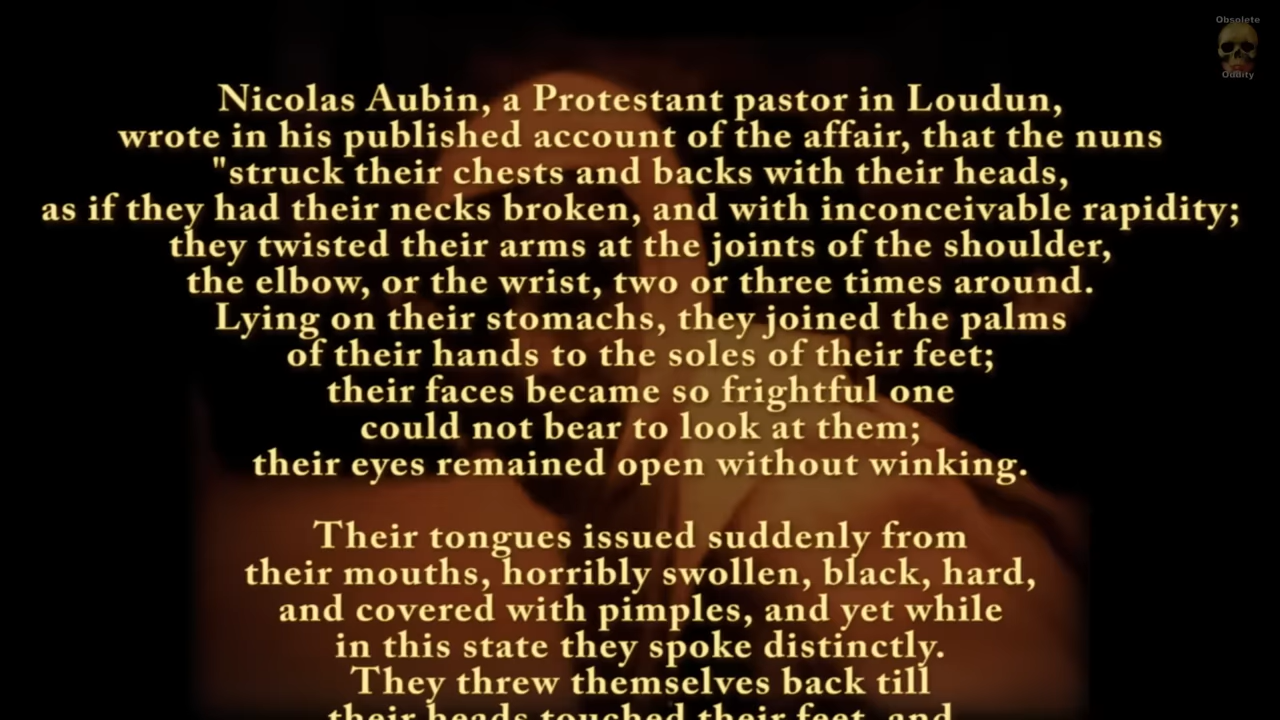 Obsolete
Oddity
Nicolas Aubin, a Protestant pastor in Loudun,
wrote in his published account of the affair, that the nuns
"struck their chests and backs with their heads,
as if they had their necks broken, and with inconceivable rapidity;
they twisted their arms at the joints of the shoulder,
the elbow, or the wrist, two or three times around.
Lying on their stomachs, they joined the palms
of their hands to the soles of their feet;
their faces became so frightful one
could not bear to look at them;
their eyes remained open without winking.
Their tongues issued suddenly from
their mouths, horribly swollen, black, hard,
and covered with pimples, and yet while
in this state they spoke distinctly.
They threw themselves back till
their heads touched their feet, and